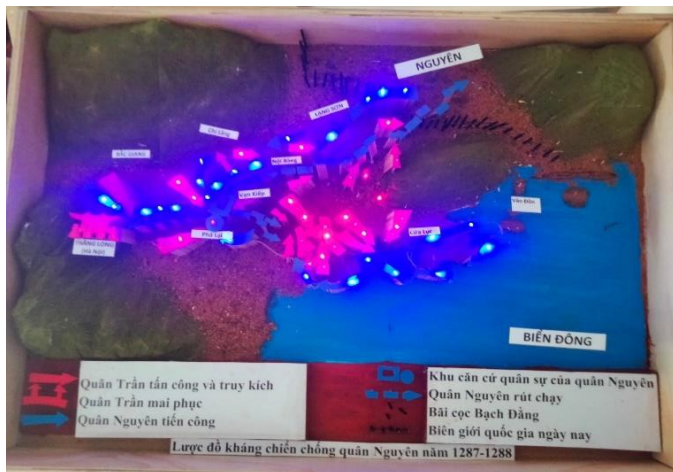 NGUYÊN
LẠNG SƠN
Chi Lăng
BẮC GIANG
Nội Bàng
Vạn Kiếp
Vân Đồn
Phả Lại
Cửa Lục
THĂNG LONG
(HÀ NỘI)
BIỂN ĐÔNG
Quân Trần tấn công và truy kích
Quân Trần mai phục
Quân Nguyên tiến công
Khu căn cứ quân sự của quân Nguyên
Quân Nguyên rút chạy
Bãi cọc Bạch Đằng
Biên giới quốc gia ngày nay
Lược đồ kháng chiến chống quân Nguyên năm 1287-1288